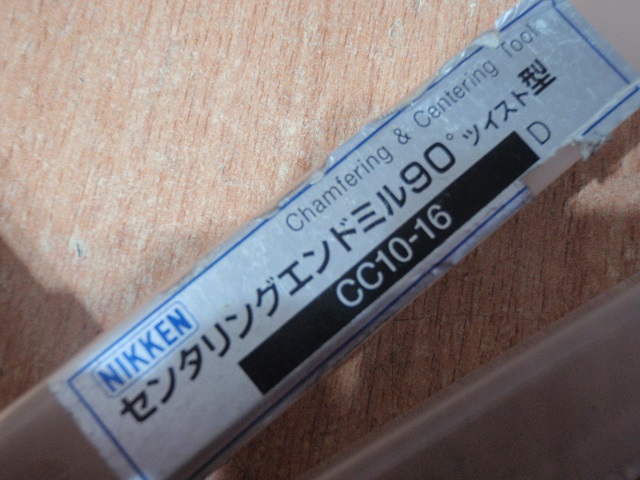 Chamfering & Centering Tool
NIKKEN
センタリングエンドミル90° ツイスト型
CC10-16
D